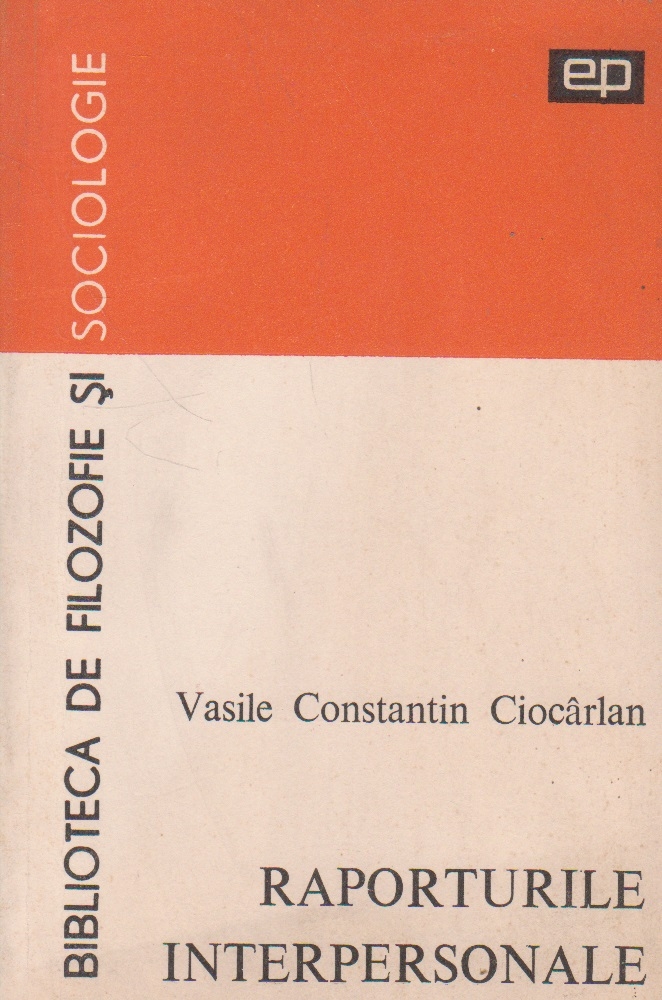 ep
BIBLIOTECA DE FILOZOFIE ŞI SOCIOLOGIE
Vasile Constantin Ciocârlan
RAPORTURILE
INTERPERSONALE